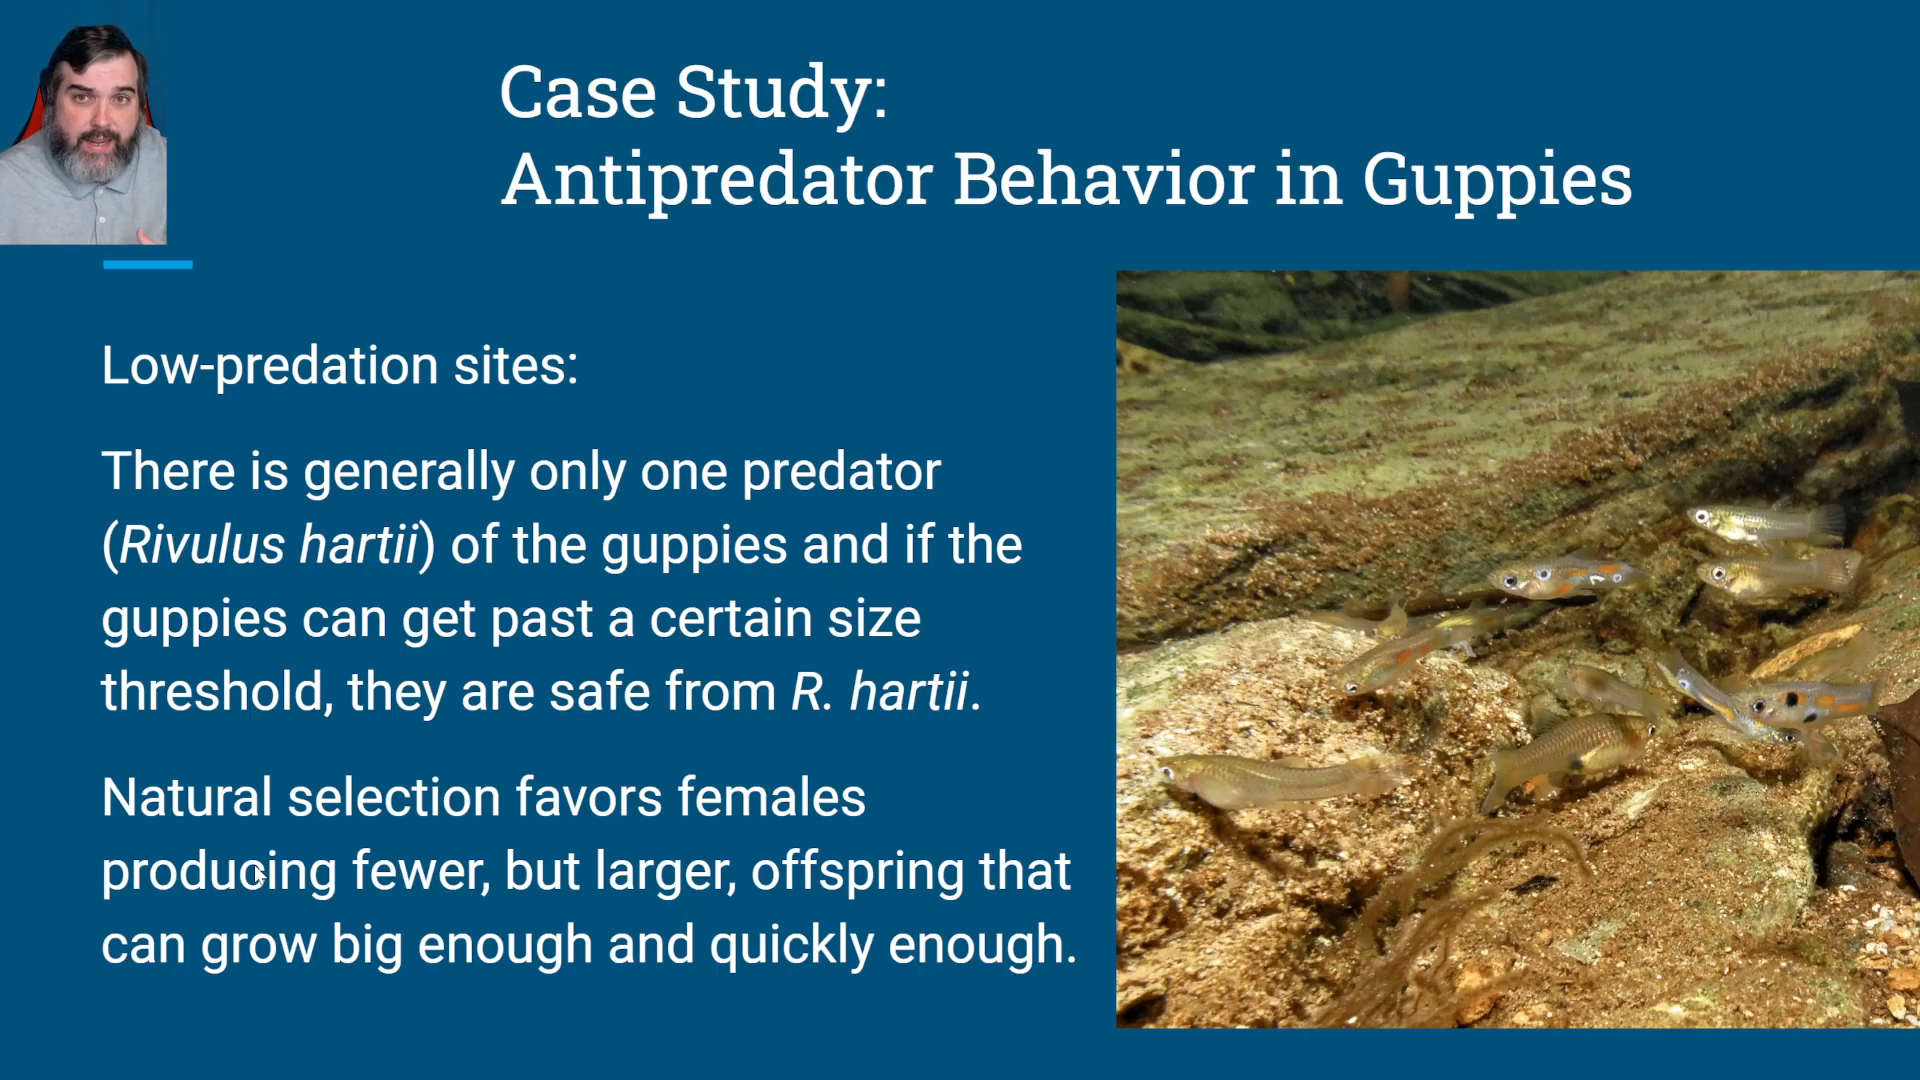 Case Study:
Antipredator Behavior in Guppies
Low-predation sites:
There is generally only one predator
(Rivulus hartii) of the guppies and if the
guppies can get past a certain size
threshold, they are safe from R. hartii.
Natural selection favors females
producing fewer, but larger, offspring that
can grow big enough and quickly enough.